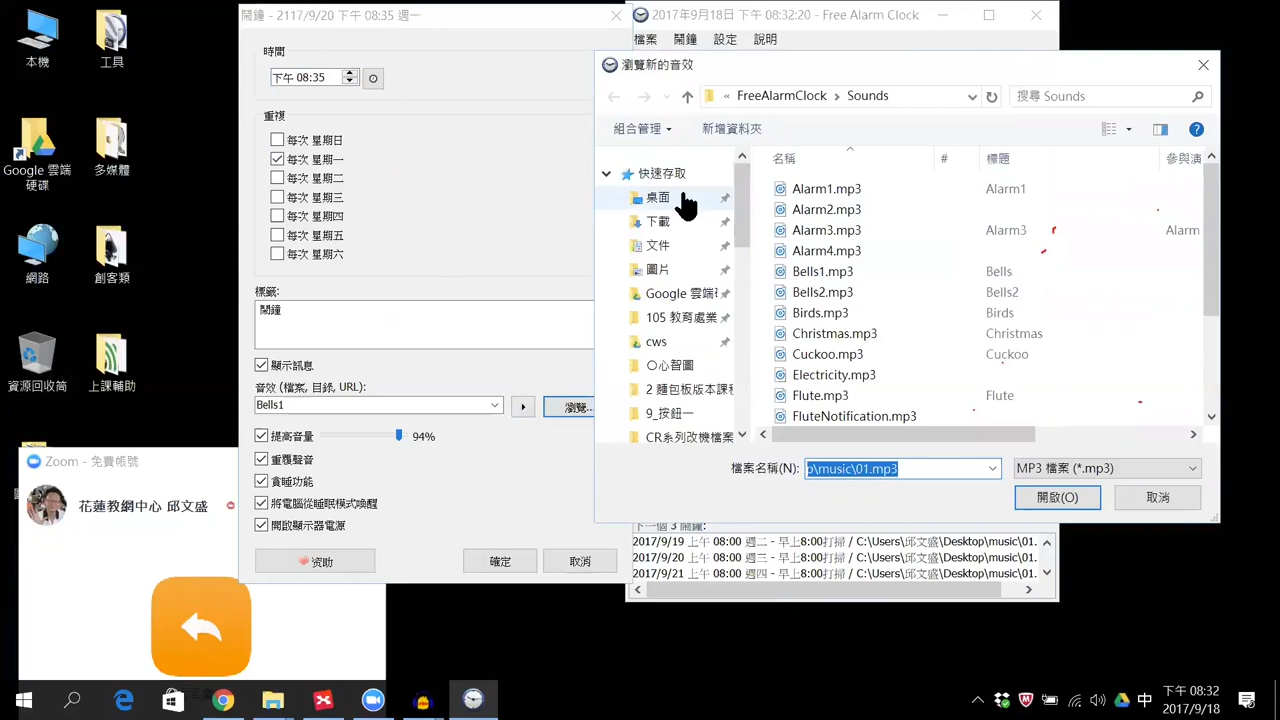 本機
工具
Google 雲端
硬碟
多媒體
網路
創客類
資源回收筒
上課輔助
Zoom - 免費帳號
花蓮教網中心 邱文盛
鬧鐘 - 2117/9/20 下午 08:35 週一
時間
下午 08:35
重複
每次 星期日
每次 星期一
每次 星期二
每次 星期三
每次 星期四
每次 星期五
每次 星期六
標籤:
鬧鐘
顯示訊息
音效 (檔案, 目錄, URL):
Bells1
瀏覽...
提高音量
94%
重覆聲音
貪睡功能
將電腦從睡眠模式喚醒
開啟顯示器電源
资助
確定
取消
2017年9月18日 下午 08:32:20 - Free Alarm Clock
檔案 鬧鐘 設定 說明
瀏覽新的音效
« FreeAlarmClock > Sounds
搜尋 Sounds
組合管理
新增資料夾
快速存取
桌面
下載
文件
圖片
Google 雲端
105 教育處業
cws
〇心智圖
2 麵包板版本課程
9_按鈕一
CR系列改機檔案
名稱 # 標題 參與演
Alarm1.mp3 Alarm1
Alarm2.mp3
Alarm3.mp3 Alarm3 Alarm
Alarm4.mp3
Bells1.mp3 Bells
Bells2.mp3 Bells2
Birds.mp3 Birds
Christmas.mp3 Christmas
Cuckoo.mp3 Cuckoo
Electricity.mp3
Flute.mp3 Flute
FluteNotification.mp3
檔案名稱(N): p\music\01.mp3 MP3 檔案 (*.mp3)
開啟(O) 取消
下一個 3 鬧鐘:
2017/9/19 上午 08:00 週二 - 早上8:00打掃 / C:\Users\邱文盛\Desktop\music\01.
2017/9/20 上午 08:00 週三 - 早上8:00打掃 / C:\Users\邱文盛\Desktop\music\01.
2017/9/21 上午 08:00 週四 - 早上8:00打掃 / C:\Users\邱文盛\Desktop\music\01.
中
下午 08:32
2017/9/18